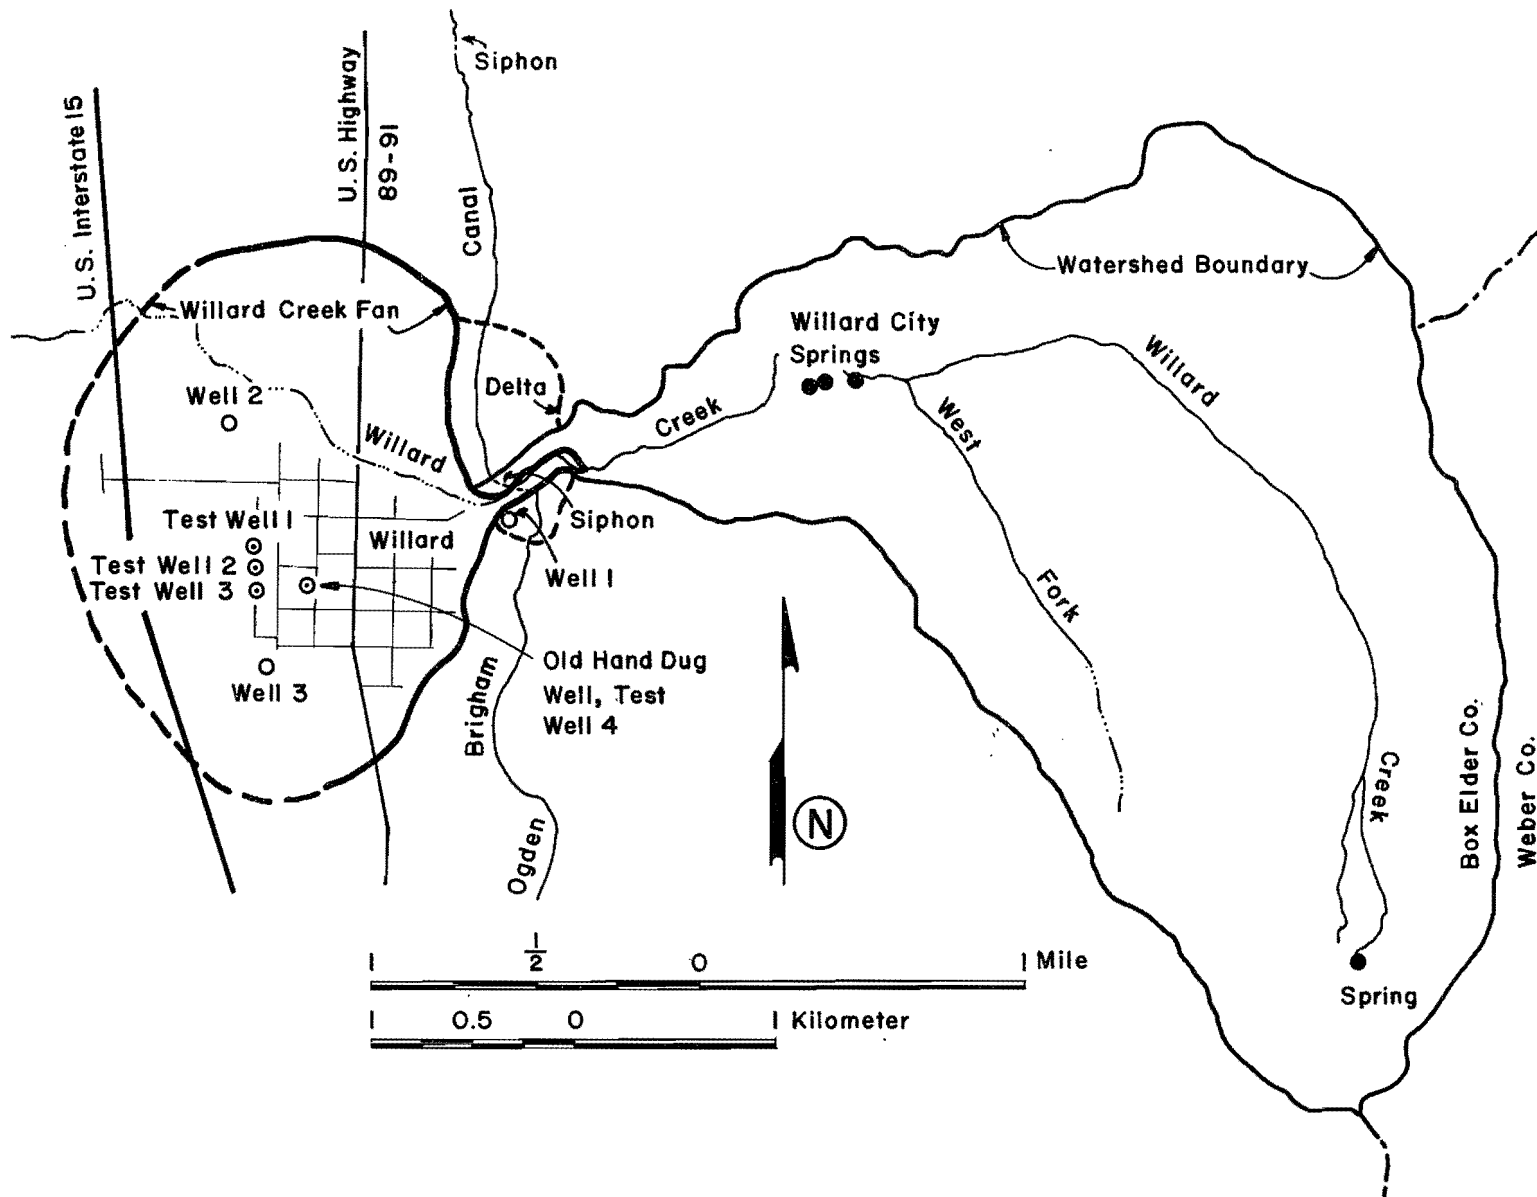 Siphon
U.S. Interstate 15
U.S. Highway
89-91
Canal
Watershed Boundary
Willard Creek Fan
Willard City
Springs
Willard
Delta
Well 2
Creek
West
Willard
Test Well 1
Siphon
Willard
Test Well 2
Well 1
Test Well 3
Fork
Old Hand Dug
Well, Test
Well 4
Well 3
Brigham
Creek
Box Elder Co.
Weber Co.
N
Ogden
1 1/2 0 1 Mile
Spring
1 0.5 0 1 Kilometer